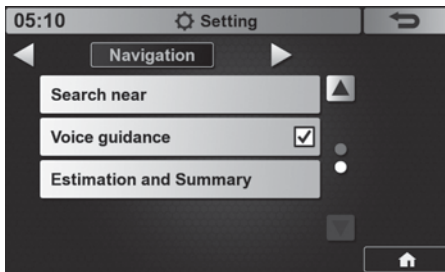 05:10 Setting
Navigation
Search near
Voice guidance
Estimation and Summary